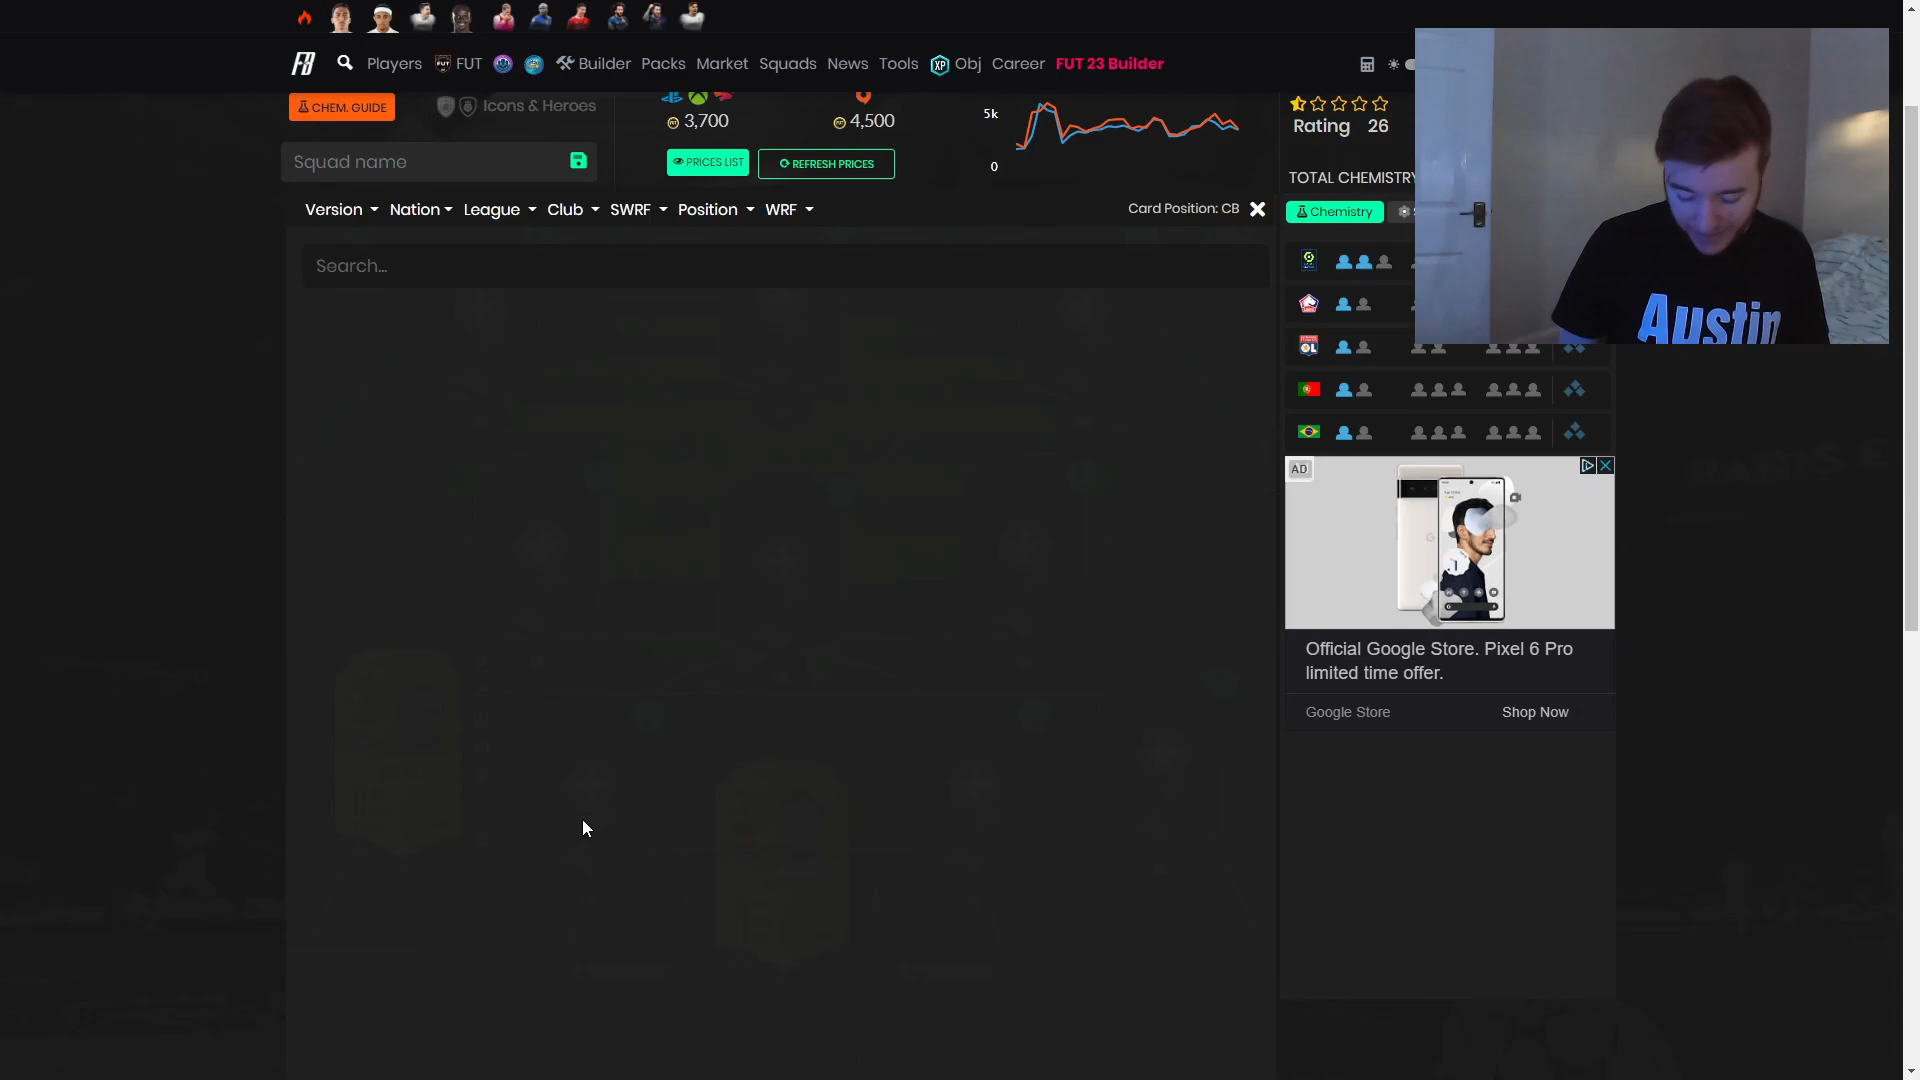 Players FUT Builder Packs Market Squads News Tools XP Obj Career FUT 23 Builder
CHEM. GUIDE
Icons & Heroes
3,700
4,500
5k
0
Rating 26
Squad name
PRICES LIST
REFRESH PRICES
TOTAL CHEMISTRY
Version Nation League Club SWRF Position WRF
Card Position: CB
Chemistry
Search...
Austin
AD
Official Google Store. Pixel 6 Pro
limited time offer.
Google Store
Shop Now